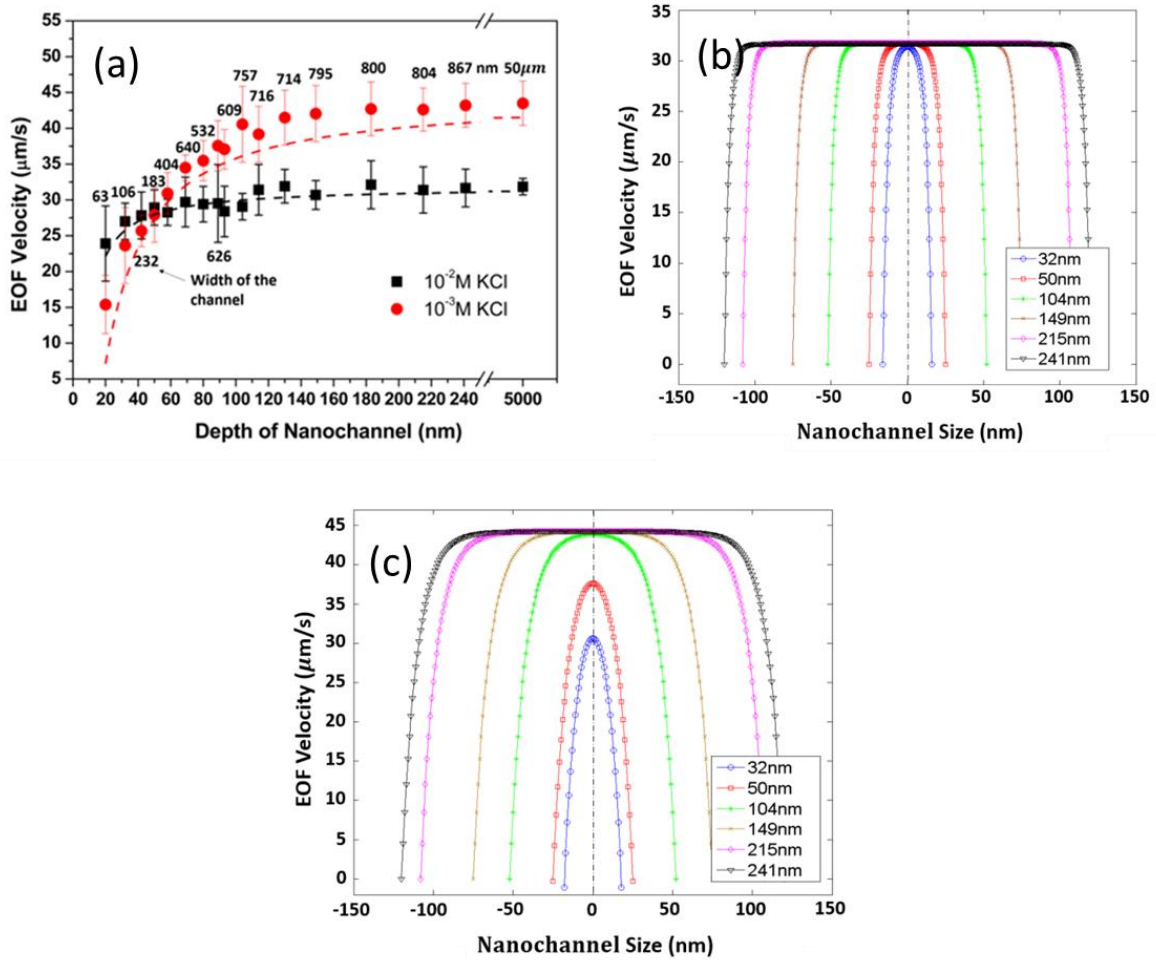 (a)
EOF Velocity (μm/s)
55
50
45
40
35
30
25
20
15
10
5
63
106
183
232
404
640
532
609
626
757
716
714
795
800
804
867 nm
50μm
Width of the
channel
10⁻²M KCl
10⁻³M KCl
0 20 40 60 80 100 120 140 160 180 200 220 240 5000
Depth of Nanochannel (nm)
(b)
EOF Velocity (μm/s)
35
30
25
20
15
10
5
0
32nm
50nm
104nm
149nm
215nm
241nm
-150 -100 -50 0 50 100 150
Nanochannel Size (nm)
(c)
EOF Velocity (μm/s)
45
40
35
30
25
20
15
10
5
0
32nm
50nm
104nm
149nm
215nm
241nm
-150 -100 -50 0 50 100 150
Nanochannel Size (nm)